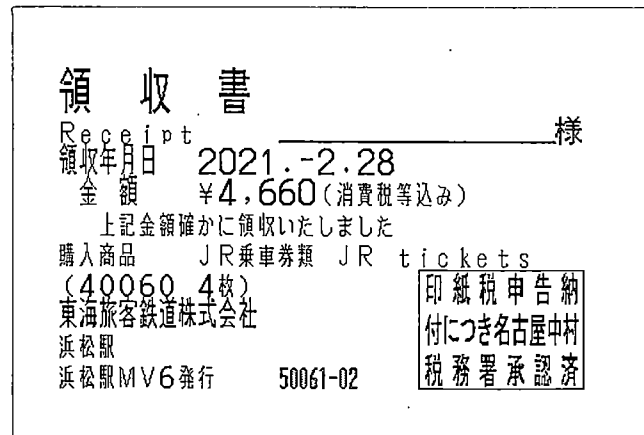 領収書
Receipt 様
領収年月日 2021.-2.28
金額 ¥4,660(消費税等込み)
上記金額確かに領収いたしました
購入商品 JR乗車券類 JR tickets
(40060 4枚)
東海旅客鉄道株式会社
浜松駅
浜松駅MV6発行 50061-02
印紙税申告納
付につき名古屋中村
税務署承認済